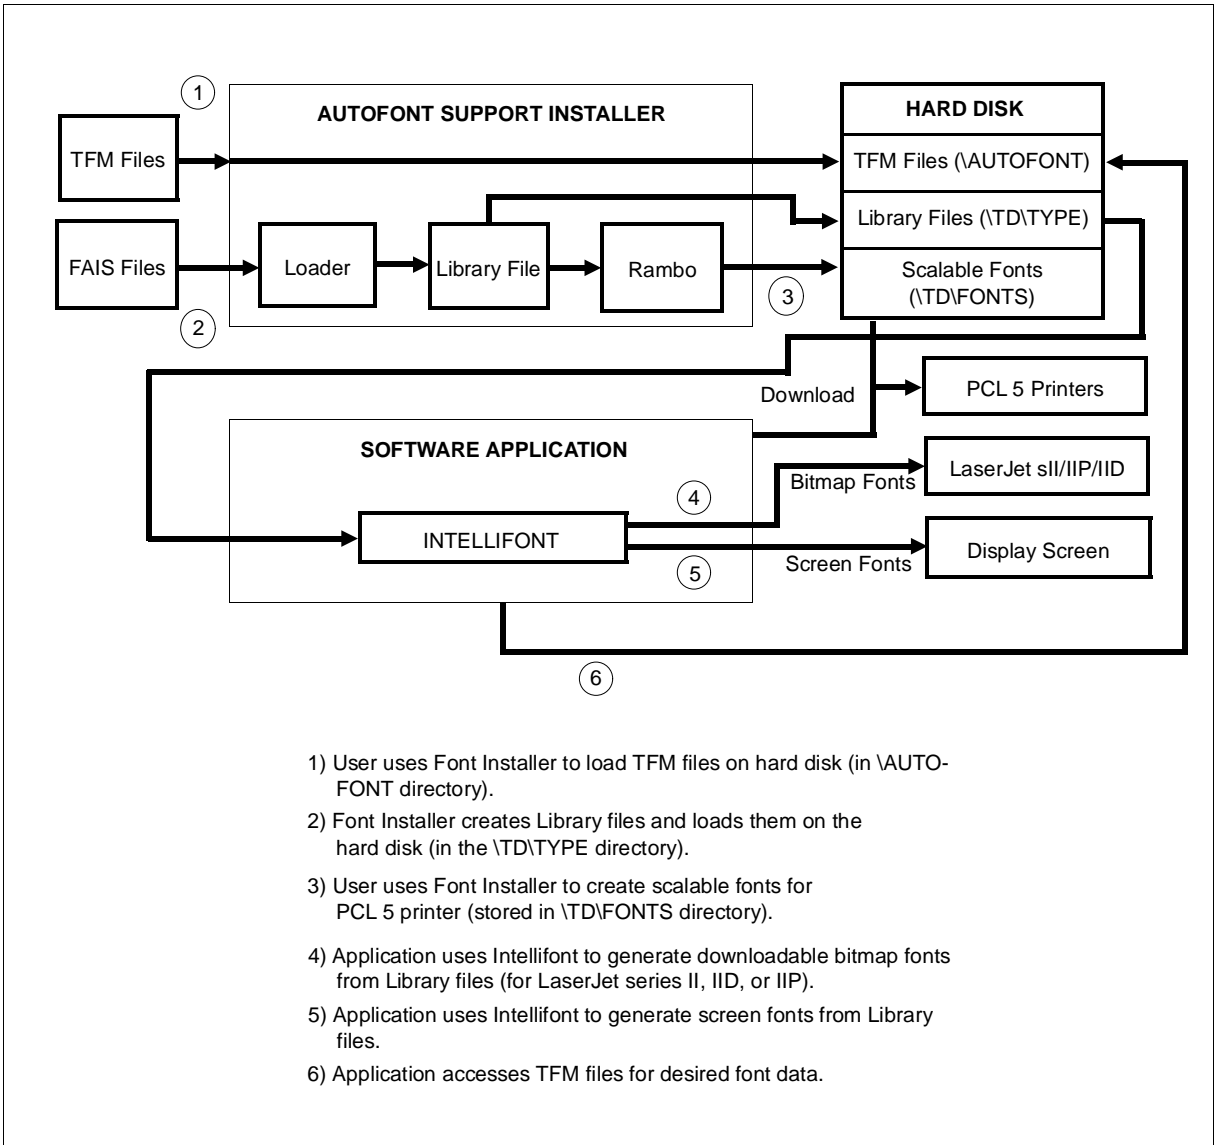 1
AUTOFONT SUPPORT INSTALLER
HARD DISK
TFM Files
TFM Files (\AUTOFONT)
Library Files (\TD\TYPE)
FAIS Files
Loader
Library File
Rambo
Scalable Fonts
(\TD\FONTS)
2
3
Download
PCL 5 Printers
SOFTWARE APPLICATION
LaserJet sII/IIP/IID
Bitmap Fonts
4
INTELLIFONT
Display Screen
Screen Fonts
5
6
1) User uses Font Installer to load TFM files on hard disk (in \AUTO-
FONT directory).
2) Font Installer creates Library files and loads them on the
hard disk (in the \TD\TYPE directory).
3) User uses Font Installer to create scalable fonts for
PCL 5 printer (stored in \TD\FONTS directory).
4) Application uses Intellifont to generate downloadable bitmap fonts
from Library files (for LaserJet series II, IID, or IIP).
5) Application uses Intellifont to generate screen fonts from Library
files.
6) Application accesses TFM files for desired font data.